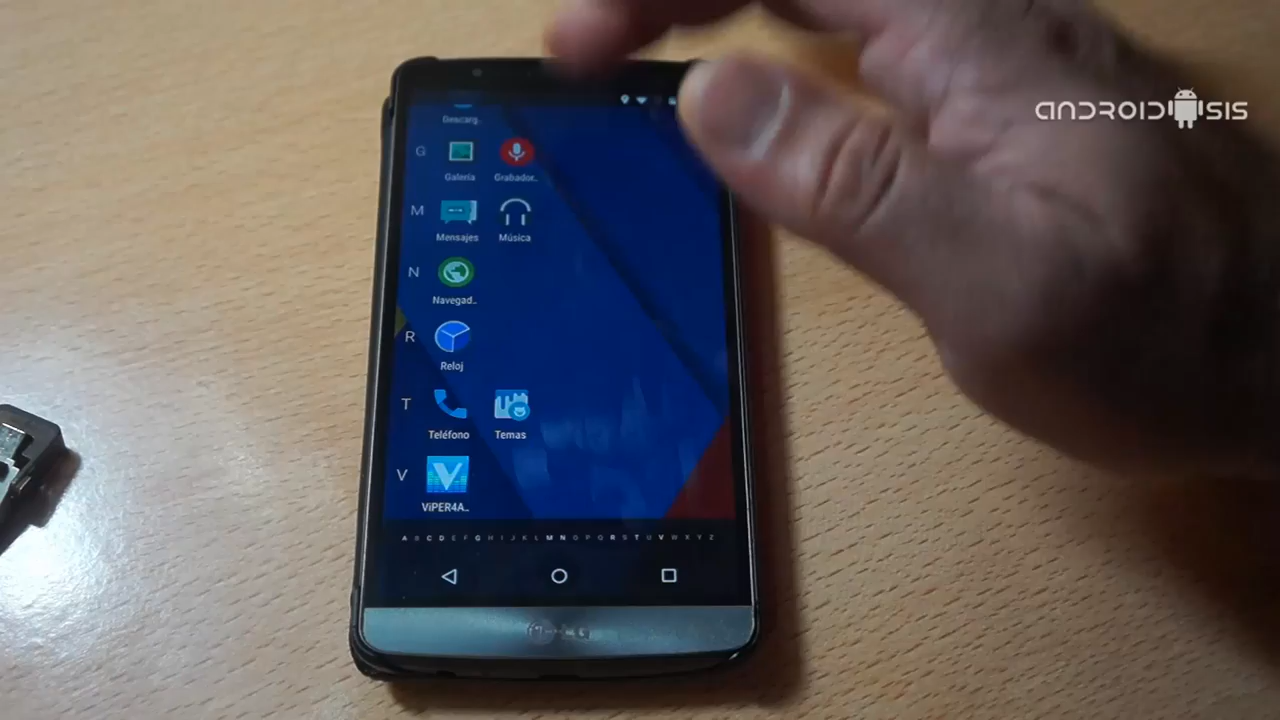 ANDROIDSIS
Descarg..
G
Galería
Grabador..
M
Mensajes
Música
N
Navegad..
R
Reloj
T
Teléfono
Temas
V
ViPER4A..
A B C D E F G H I J K L M N O P Q R S T U V W X Y Z
LG